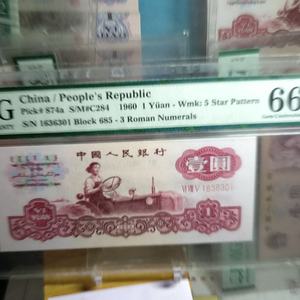 China / People's Republic
Pick# 874a S/M#C284 1960 1 Yüan - Wmk: 5 Star Pattern
S/N 1636301 Block 685 - 3 Roman Numerals
66
中國人民銀行
壹圓
1636301